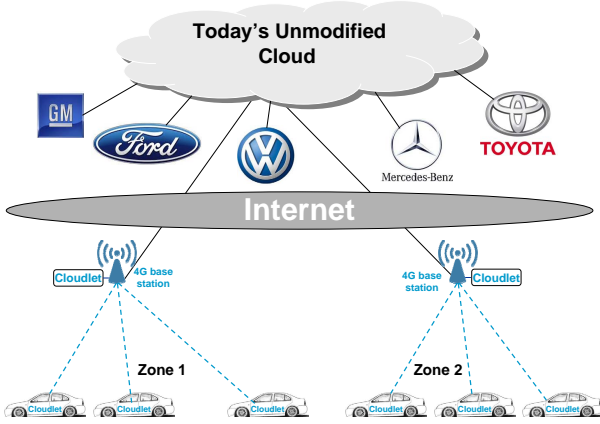 Today's Unmodified
Cloud
GM
Ford
VW
Mercedes-Benz
TOYOTA
Internet
Cloudlet
4G base
station
4G base
station
Cloudlet
Zone 1
Zone 2
Cloudlet
Cloudlet
Cloudlet
Cloudlet
Cloudlet
Cloudlet